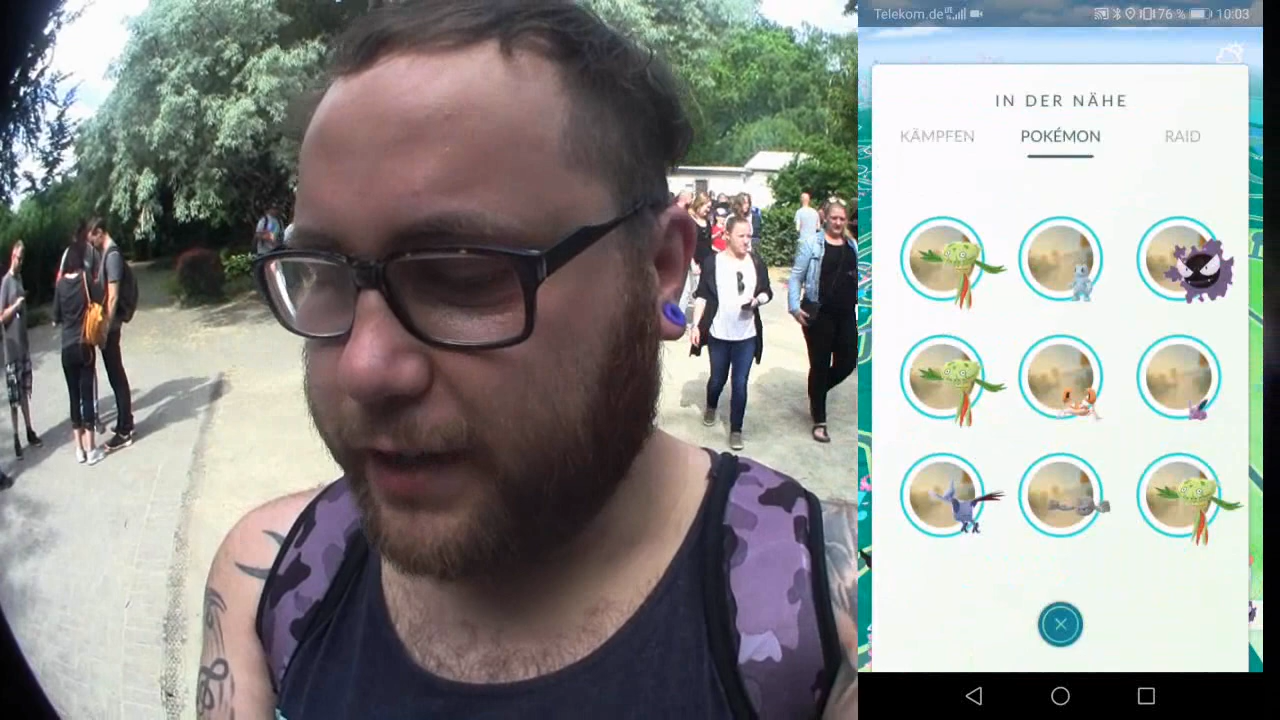 Telekom.de 76 % 10:03
IN DER NÄHE
KÄMPFEN POKÉMON RAID